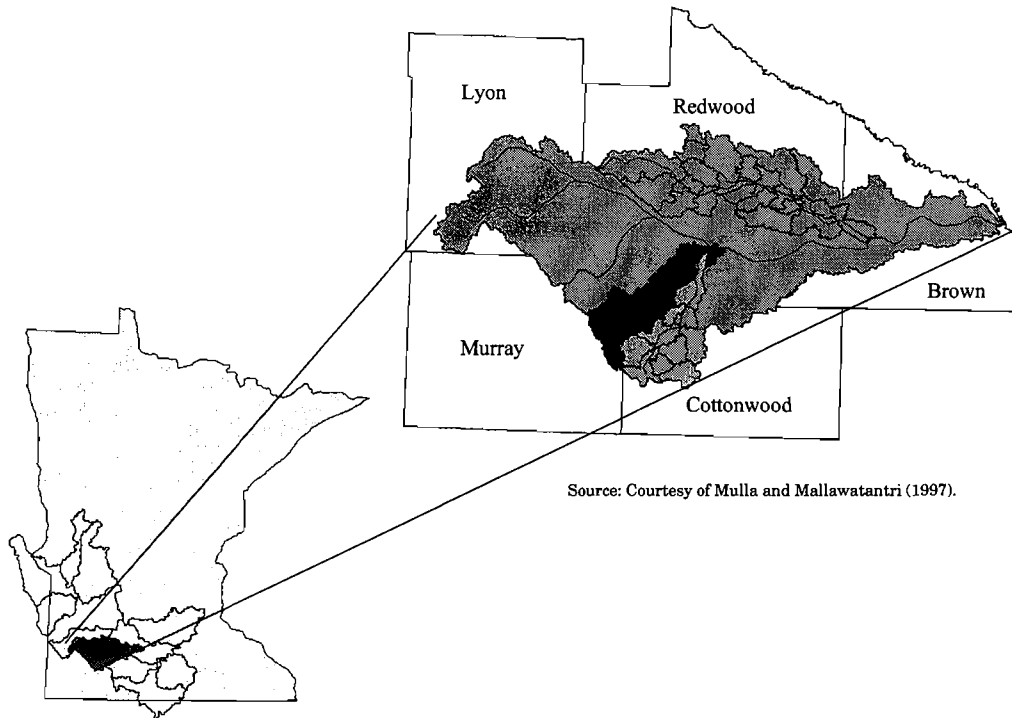 Lyon
Redwood
Brown
Murray
Cottonwood
Source: Courtesy of Mulla and Mallawatantri (1997).